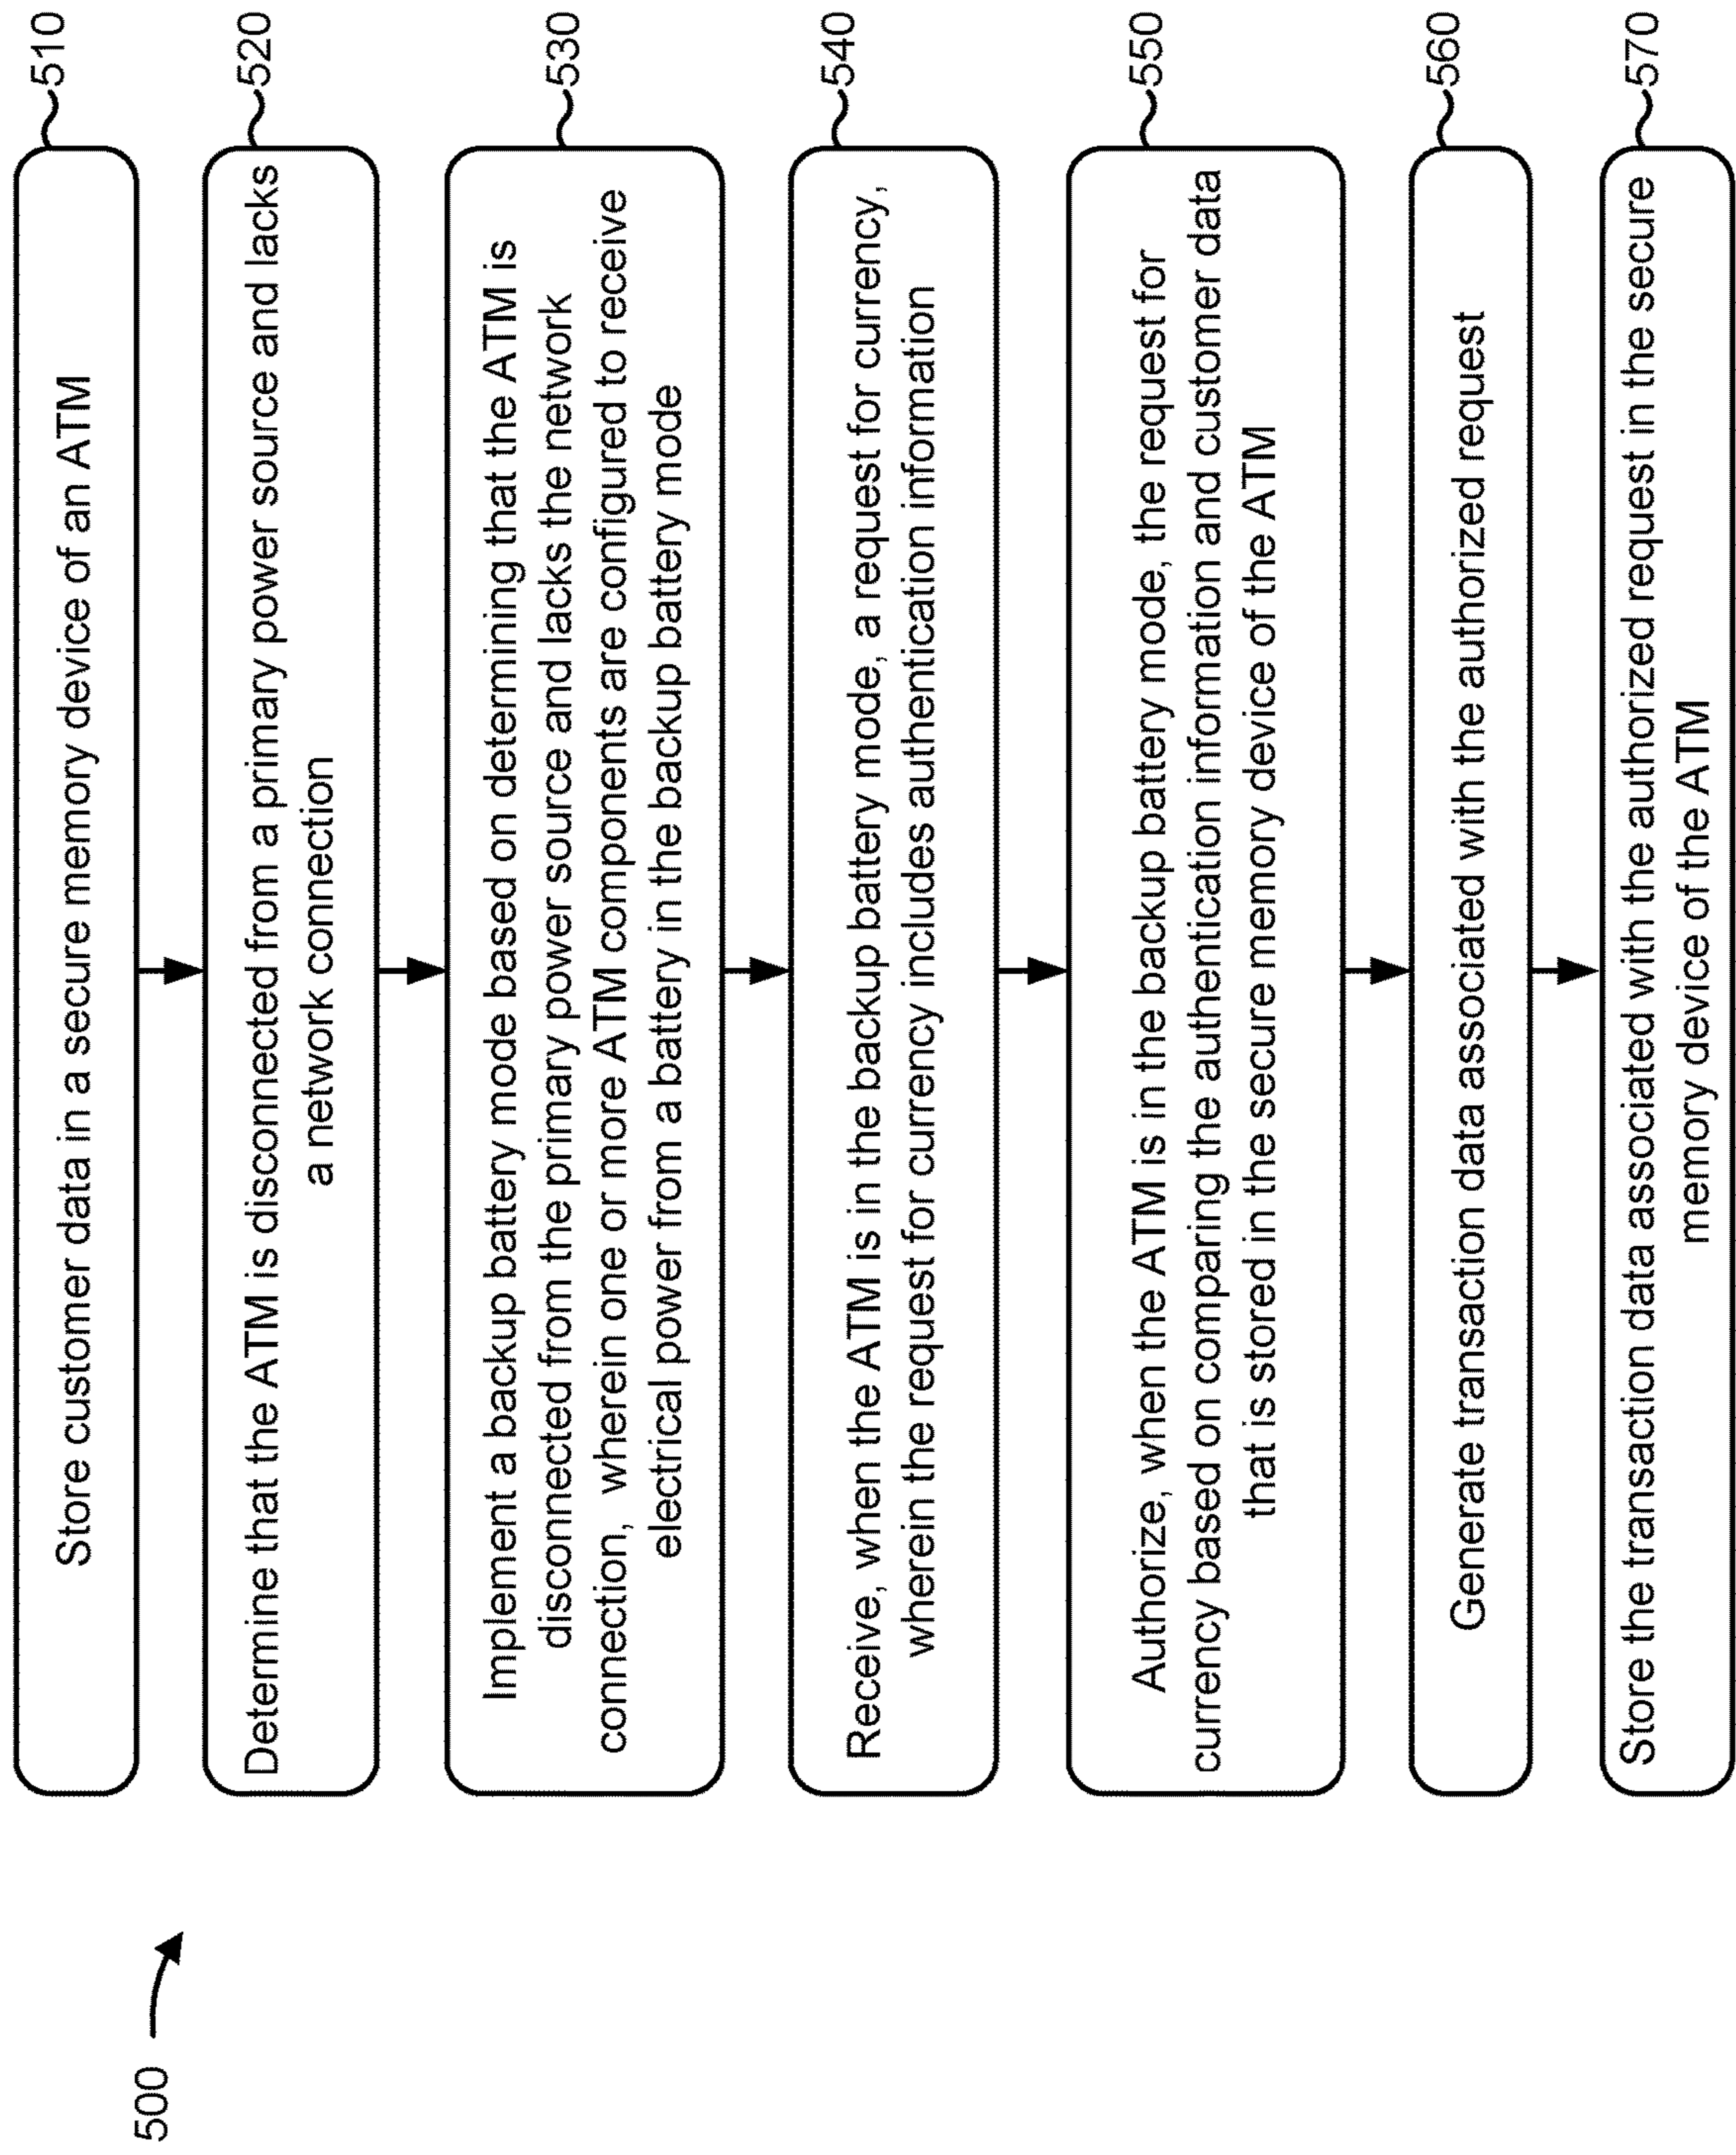 500
510
Store customer data in a secure memory device of an ATM
520
Determine that the ATM is disconnected from a primary power source and lacks
a network connection
530
Implement a backup battery mode based on determining that the ATM is
disconnected from the primary power source and lacks the network
connection, wherein one or more ATM components are configured to receive
electrical power from a battery in the backup battery mode
540
Receive, when the ATM is in the backup battery mode, a request for currency,
wherein the request for currency includes authentication information
550
Authorize, when the ATM is in the backup battery mode, the request for
currency based on comparing the authentication information and customer data
that is stored in the secure memory device of the ATM
560
Generate transaction data associated with the authorized request
570
Store the transaction data associated with the authorized request in the secure
memory device of the ATM